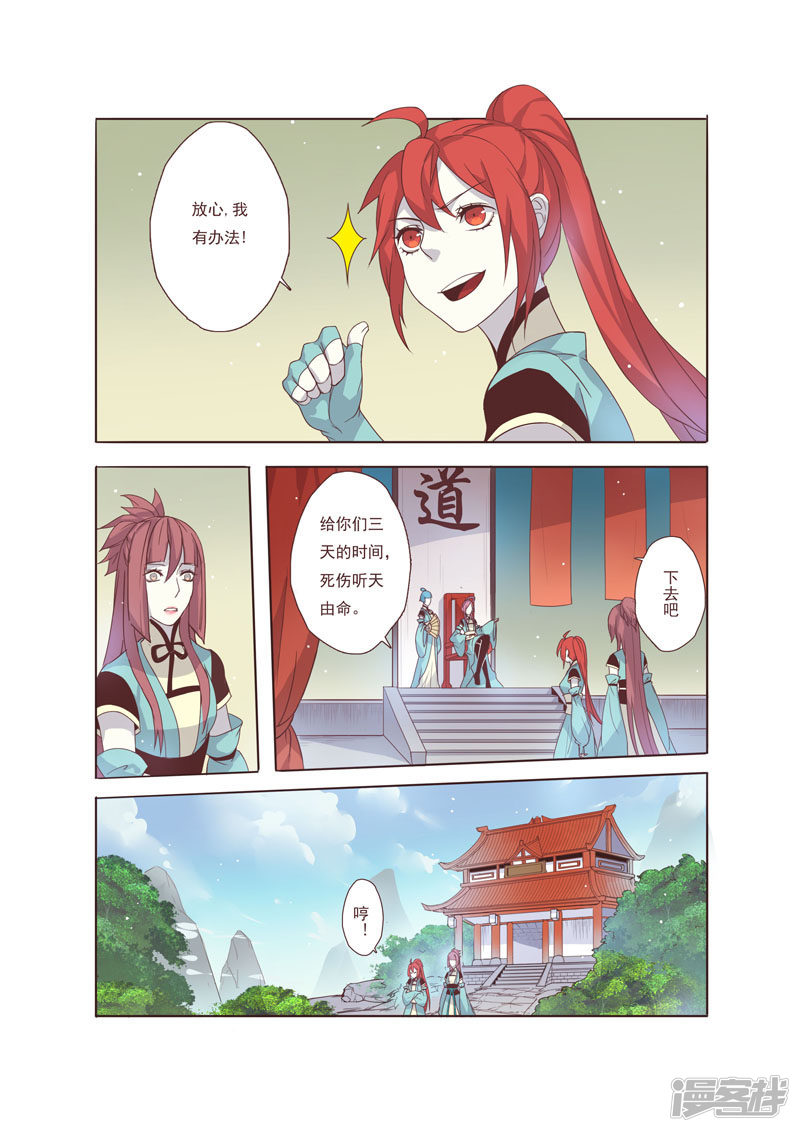 放心,我
有办法!
道
给你们三
天的时间,
死伤听天
由命。
下去吧
哼!
漫客栈